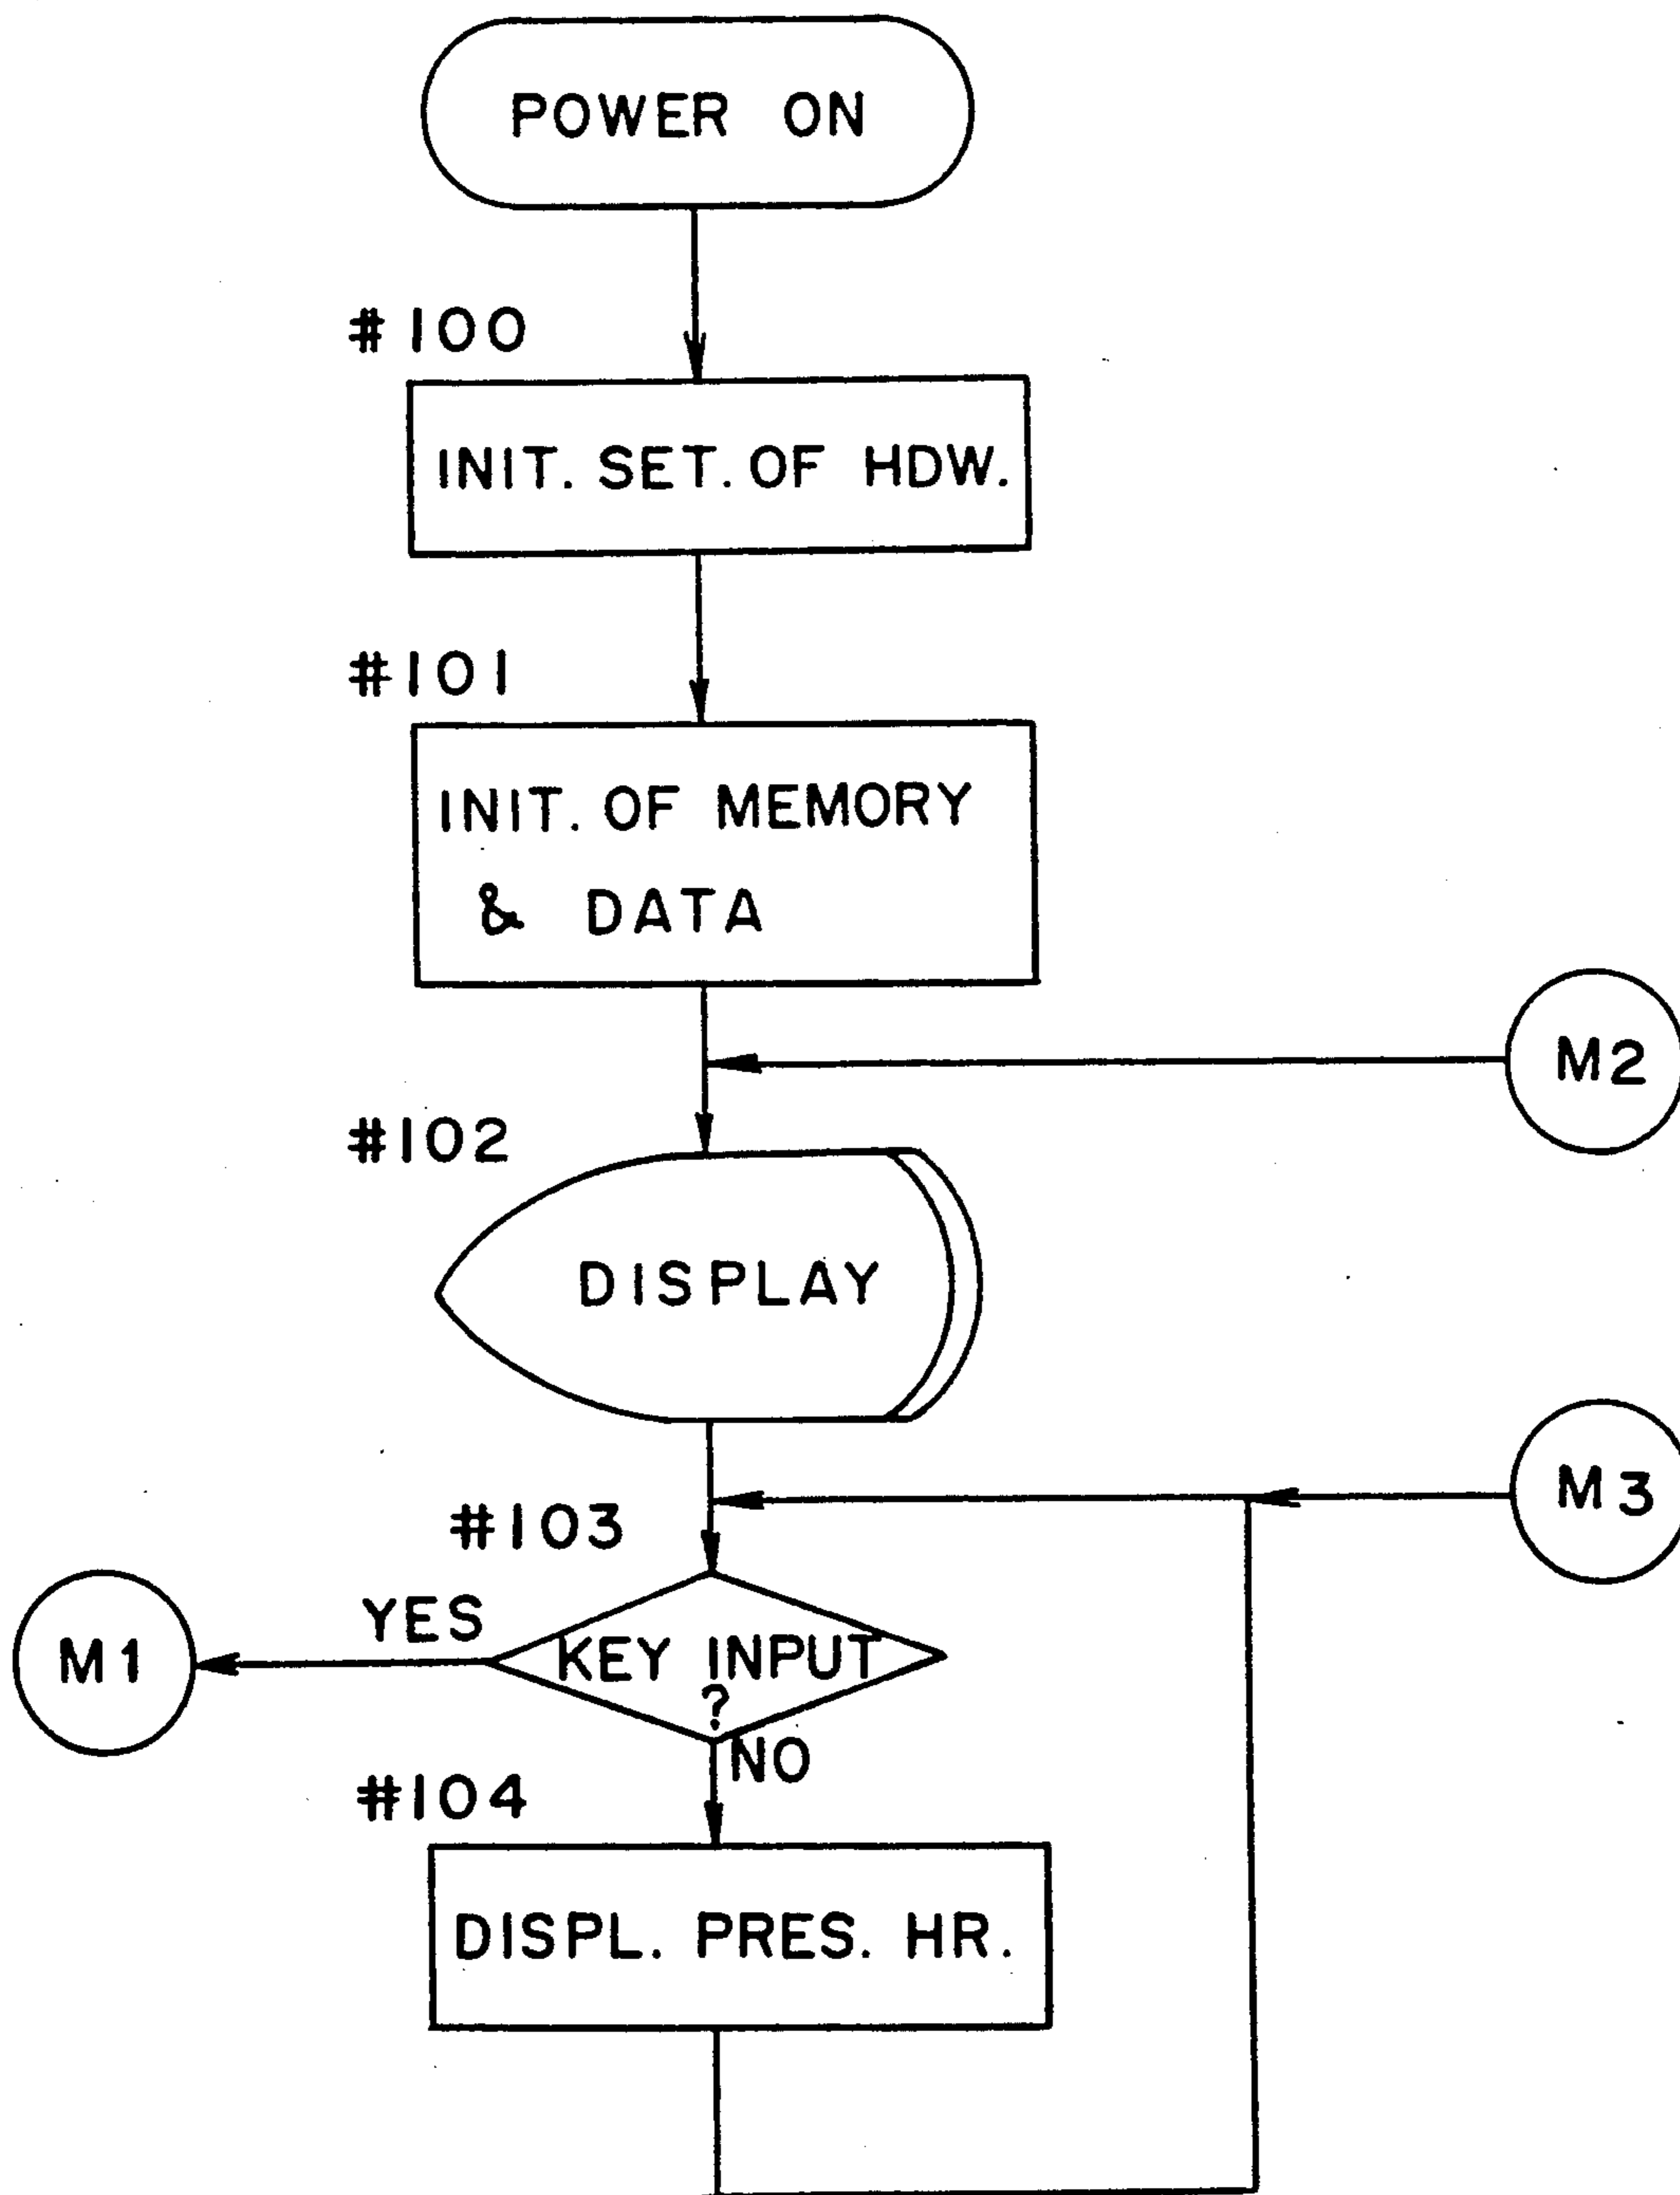 POWER ON
#100
INIT. SET. OF HDW.
#101
INIT. OF MEMORY
& DATA
M2
#102
DISPLAY
M3
#103
YES
M1
KEY INPUT
?
NO
#104
DISPL. PRES. HR.